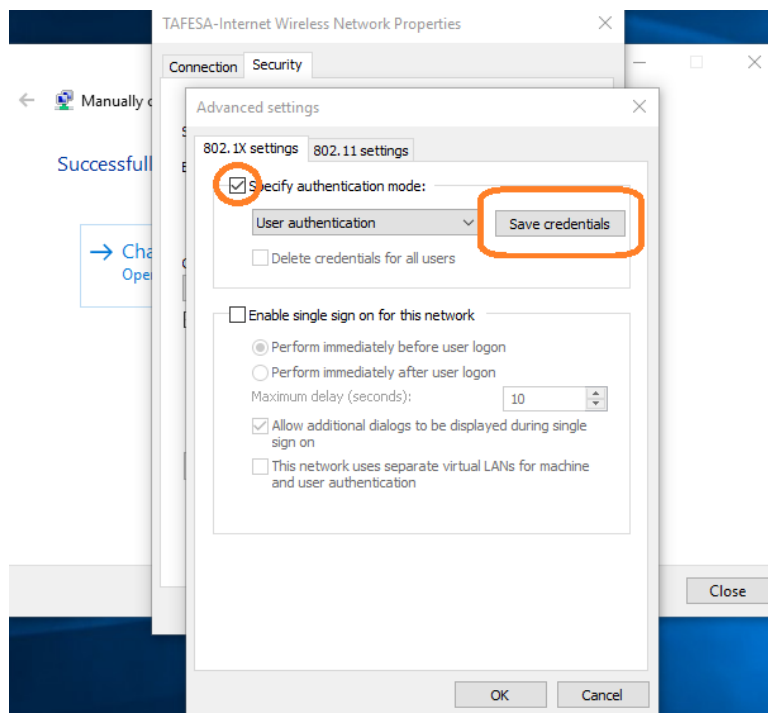 TAFESA-Internet Wireless Network Properties
Connection Security
Manually c
Advanced settings
802.1X settings 802.11 settings
Successfull
Specify authentication mode:
User authentication Save credentials
Delete credentials for all users
Cha
Ope
Enable single sign on for this network
Perform immediately before user logon
Perform immediately after user logon
Maximum delay (seconds): 10
Allow additional dialogs to be displayed during single
sign on
This network uses separate virtual LANs for machine
and user authentication
Close
OK Cancel